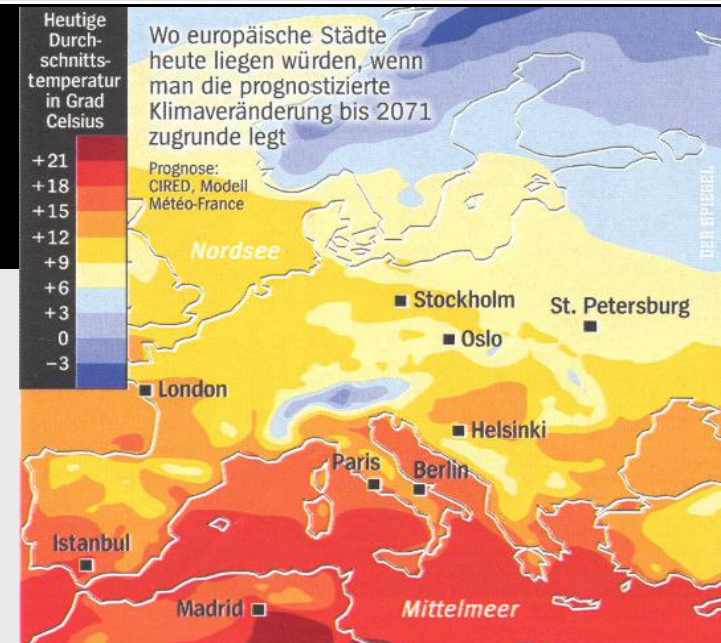 Heutige
Durch-
schnitts-
temperatur
in Grad
Celsius
+21
+18
+15
+12
+9
+6
+3
0
−3
Wo europäische Städte
heute liegen würden, wenn
man die prognostizierte
Klimaveränderung bis 2071
zugrunde legt
Prognose:
CIRED, Modell
Météo-France
DER SPIEGEL
Nordsee
Stockholm
St. Petersburg
Oslo
London
Helsinki
Paris
Berlin
Istanbul
Madrid
Mittelmeer